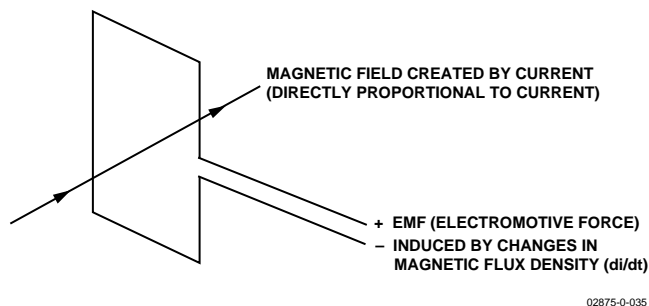 MAGNETIC FIELD CREATED BY CURRENT
(DIRECTLY PROPORTIONAL TO CURRENT)
+ EMF (ELECTROMOTIVE FORCE)
– INDUCED BY CHANGES IN
MAGNETIC FLUX DENSITY (di/dt)
02875-0-035